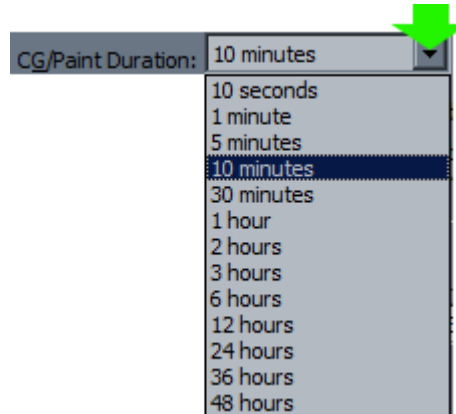 CG/Paint Duration: 10 minutes
10 seconds
1 minute
5 minutes
10 minutes
30 minutes
1 hour
2 hours
3 hours
6 hours
12 hours
24 hours
36 hours
48 hours